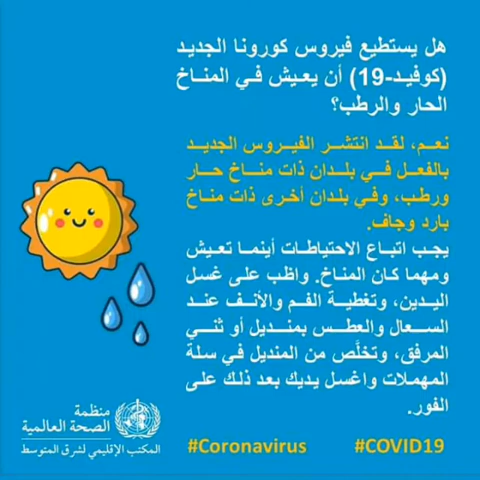 هل يستطيع فيروس كورونا الجديد
(كوفيد-19) أن يعيش في المناخ
الحار والرطب؟
نعم، لقد انتشر الفيروس الجديد
بالفعل في بلدان ذات مناخ حار
ورطب، وفي بلدان أخرى ذات مناخ
بارد وجاف.
يجب اتباع الاحتياطات أينما تعيش
ومهما كان المناخ. واظب على غسل
اليدين، وتغطية الفم والأنف عند
السعال والعطس بمنديل أو ثني
المرفق، وتخلَّص من المنديل في سلة
المهملات واغسل يديك بعد ذلك على
الفور.
#Coronavirus #COVID19
منظمة
الصحة العالمية
المكتب الإقليمي لشرق المتوسط